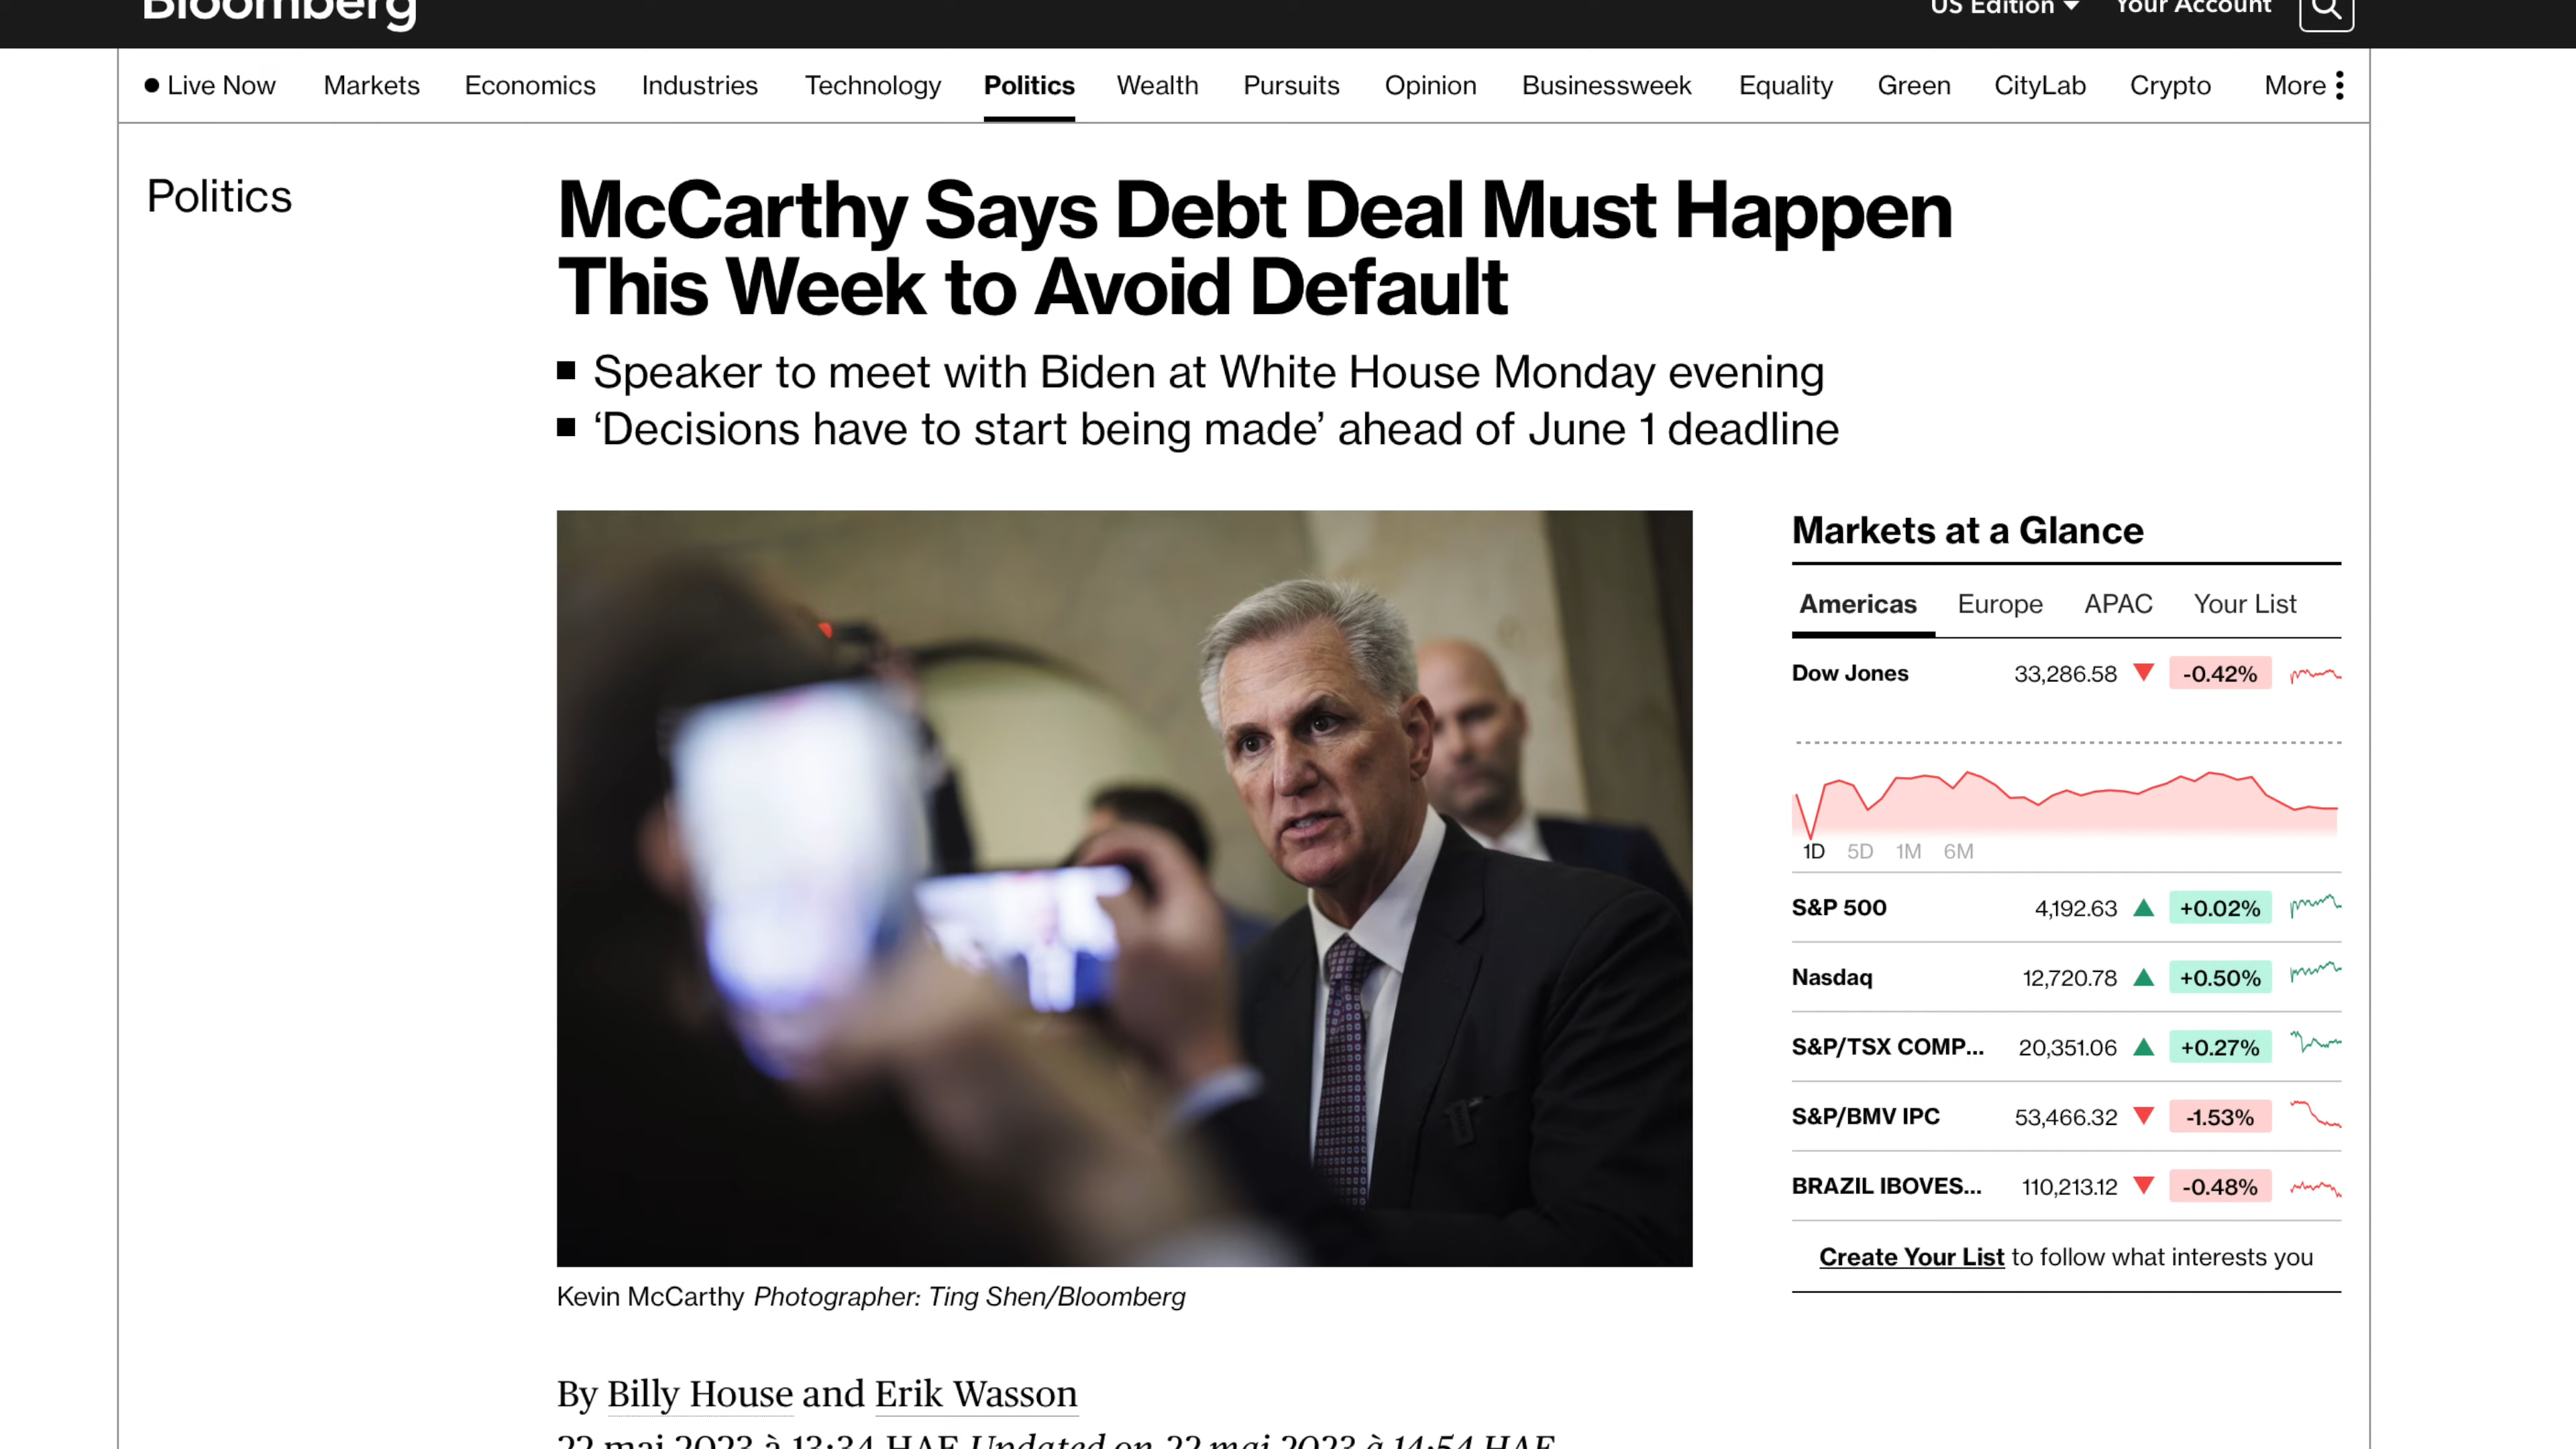 Bloomberg
US Edition Your Account
Live Now Markets Economics Industries Technology Politics Wealth Pursuits Opinion Businessweek Equality Green CityLab Crypto More
Politics
McCarthy Says Debt Deal Must Happen
This Week to Avoid Default
Speaker to meet with Biden at White House Monday evening
‘Decisions have to start being made’ ahead of June 1 deadline
Kevin McCarthy Photographer: Ting Shen/Bloomberg
By Billy House and Erik Wasson
22 mai 2023 à 13:34 HAE Updated on 22 mai 2023 à 14:54 HAE
Markets at a Glance
Americas Europe APAC Your List
Dow Jones 33,286.58 -0.42%
1D 5D 1M 6M
S&P 500 4,192.63 +0.02%
Nasdaq 12,720.78 +0.50%
S&P/TSX COMP... 20,351.06 +0.27%
S&P/BMV IPC 53,466.32 -1.53%
BRAZIL IBOVES... 110,213.12 -0.48%
Create Your List to follow what interests you